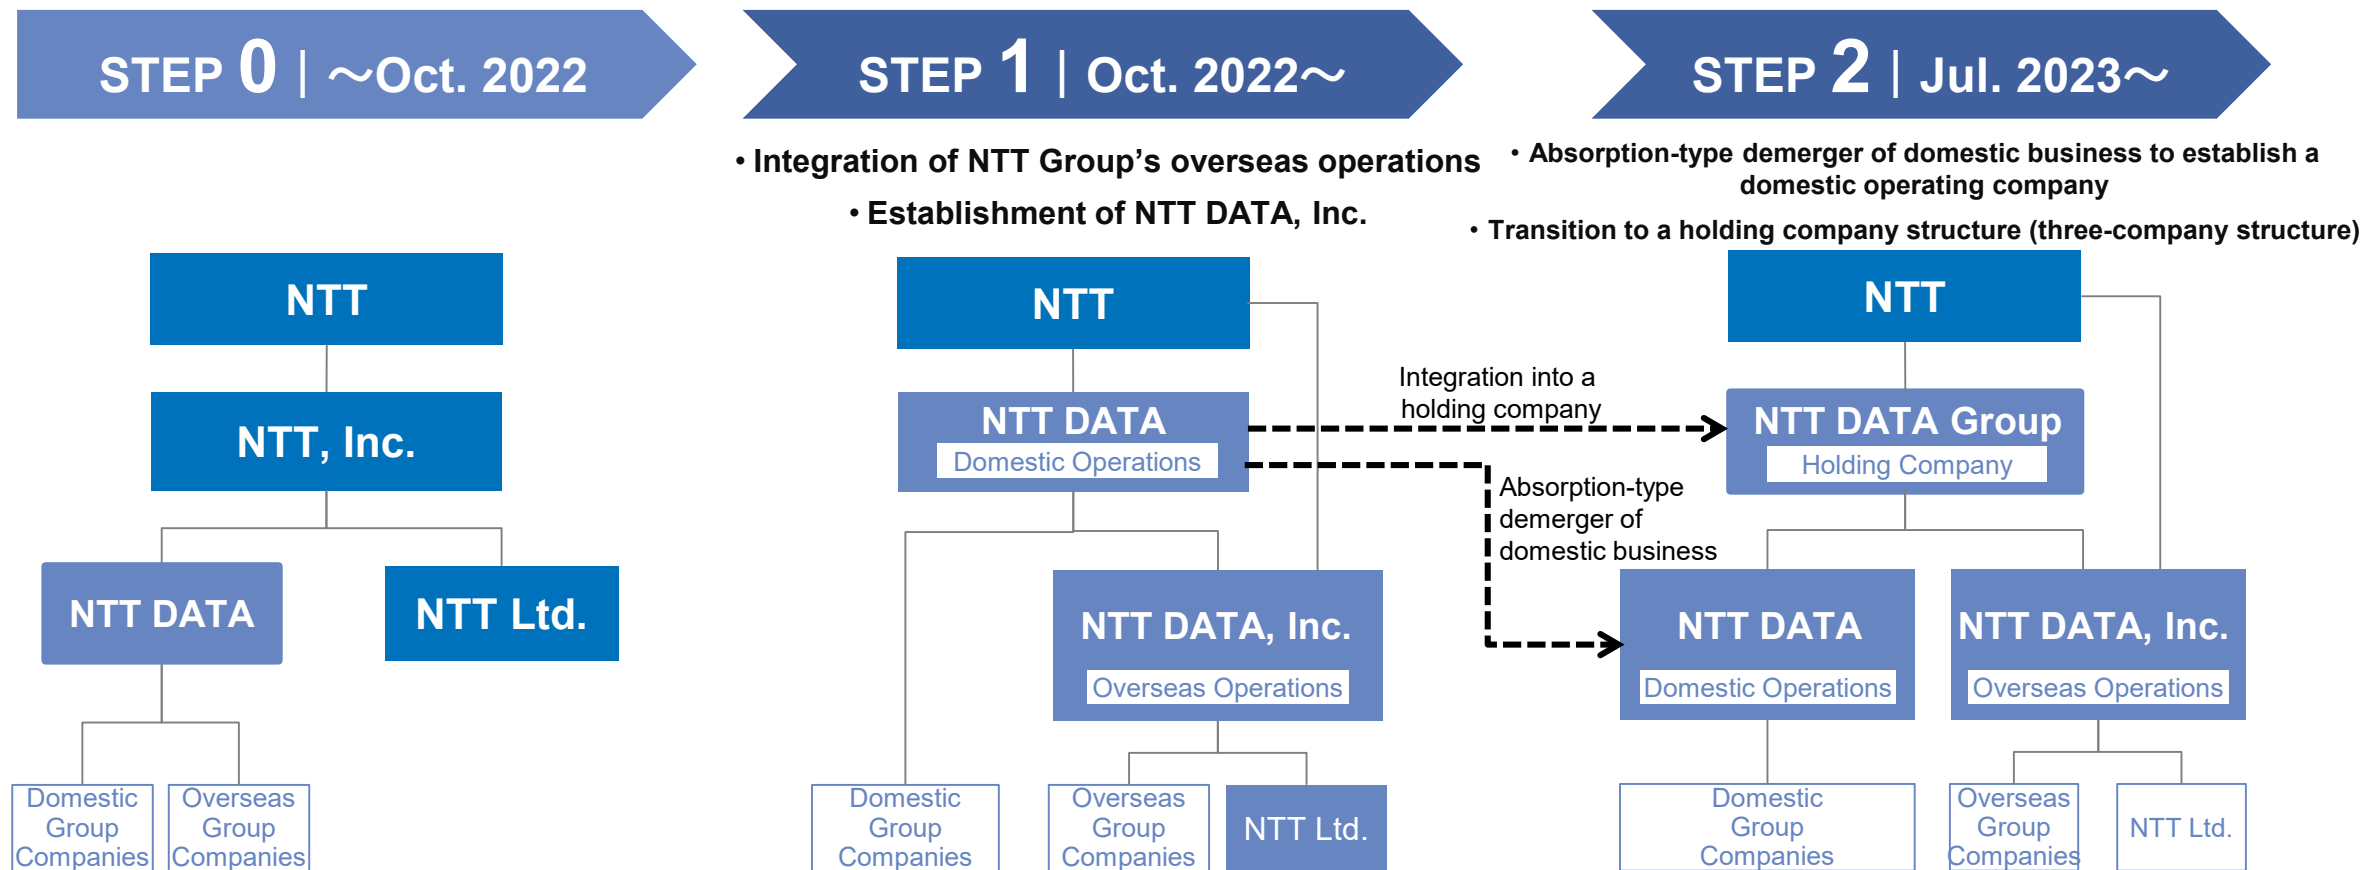 STEP 0 | ～Oct. 2022
STEP 1 | Oct. 2022～
STEP 2 | Jul. 2023～
• Integration of NTT Group’s overseas operations
• Establishment of NTT DATA, Inc.
• Absorption-type demerger of domestic business to establish a
domestic operating company
• Transition to a holding company structure (three-company structure)
NTT
NTT, Inc.
NTT DATA
NTT Ltd.
Domestic
Group
Companies
Overseas
Group
Companies
NTT
NTT DATA
Domestic Operations
NTT DATA, Inc.
Overseas Operations
Domestic
Group
Companies
Overseas
Group
Companies
NTT Ltd.
Integration into a
holding company
Absorption-type
demerger of
domestic business
NTT
NTT DATA Group
Holding Company
NTT DATA
Domestic Operations
NTT DATA, Inc.
Overseas Operations
Domestic
Group
Companies
Overseas
Group
Companies
NTT Ltd.